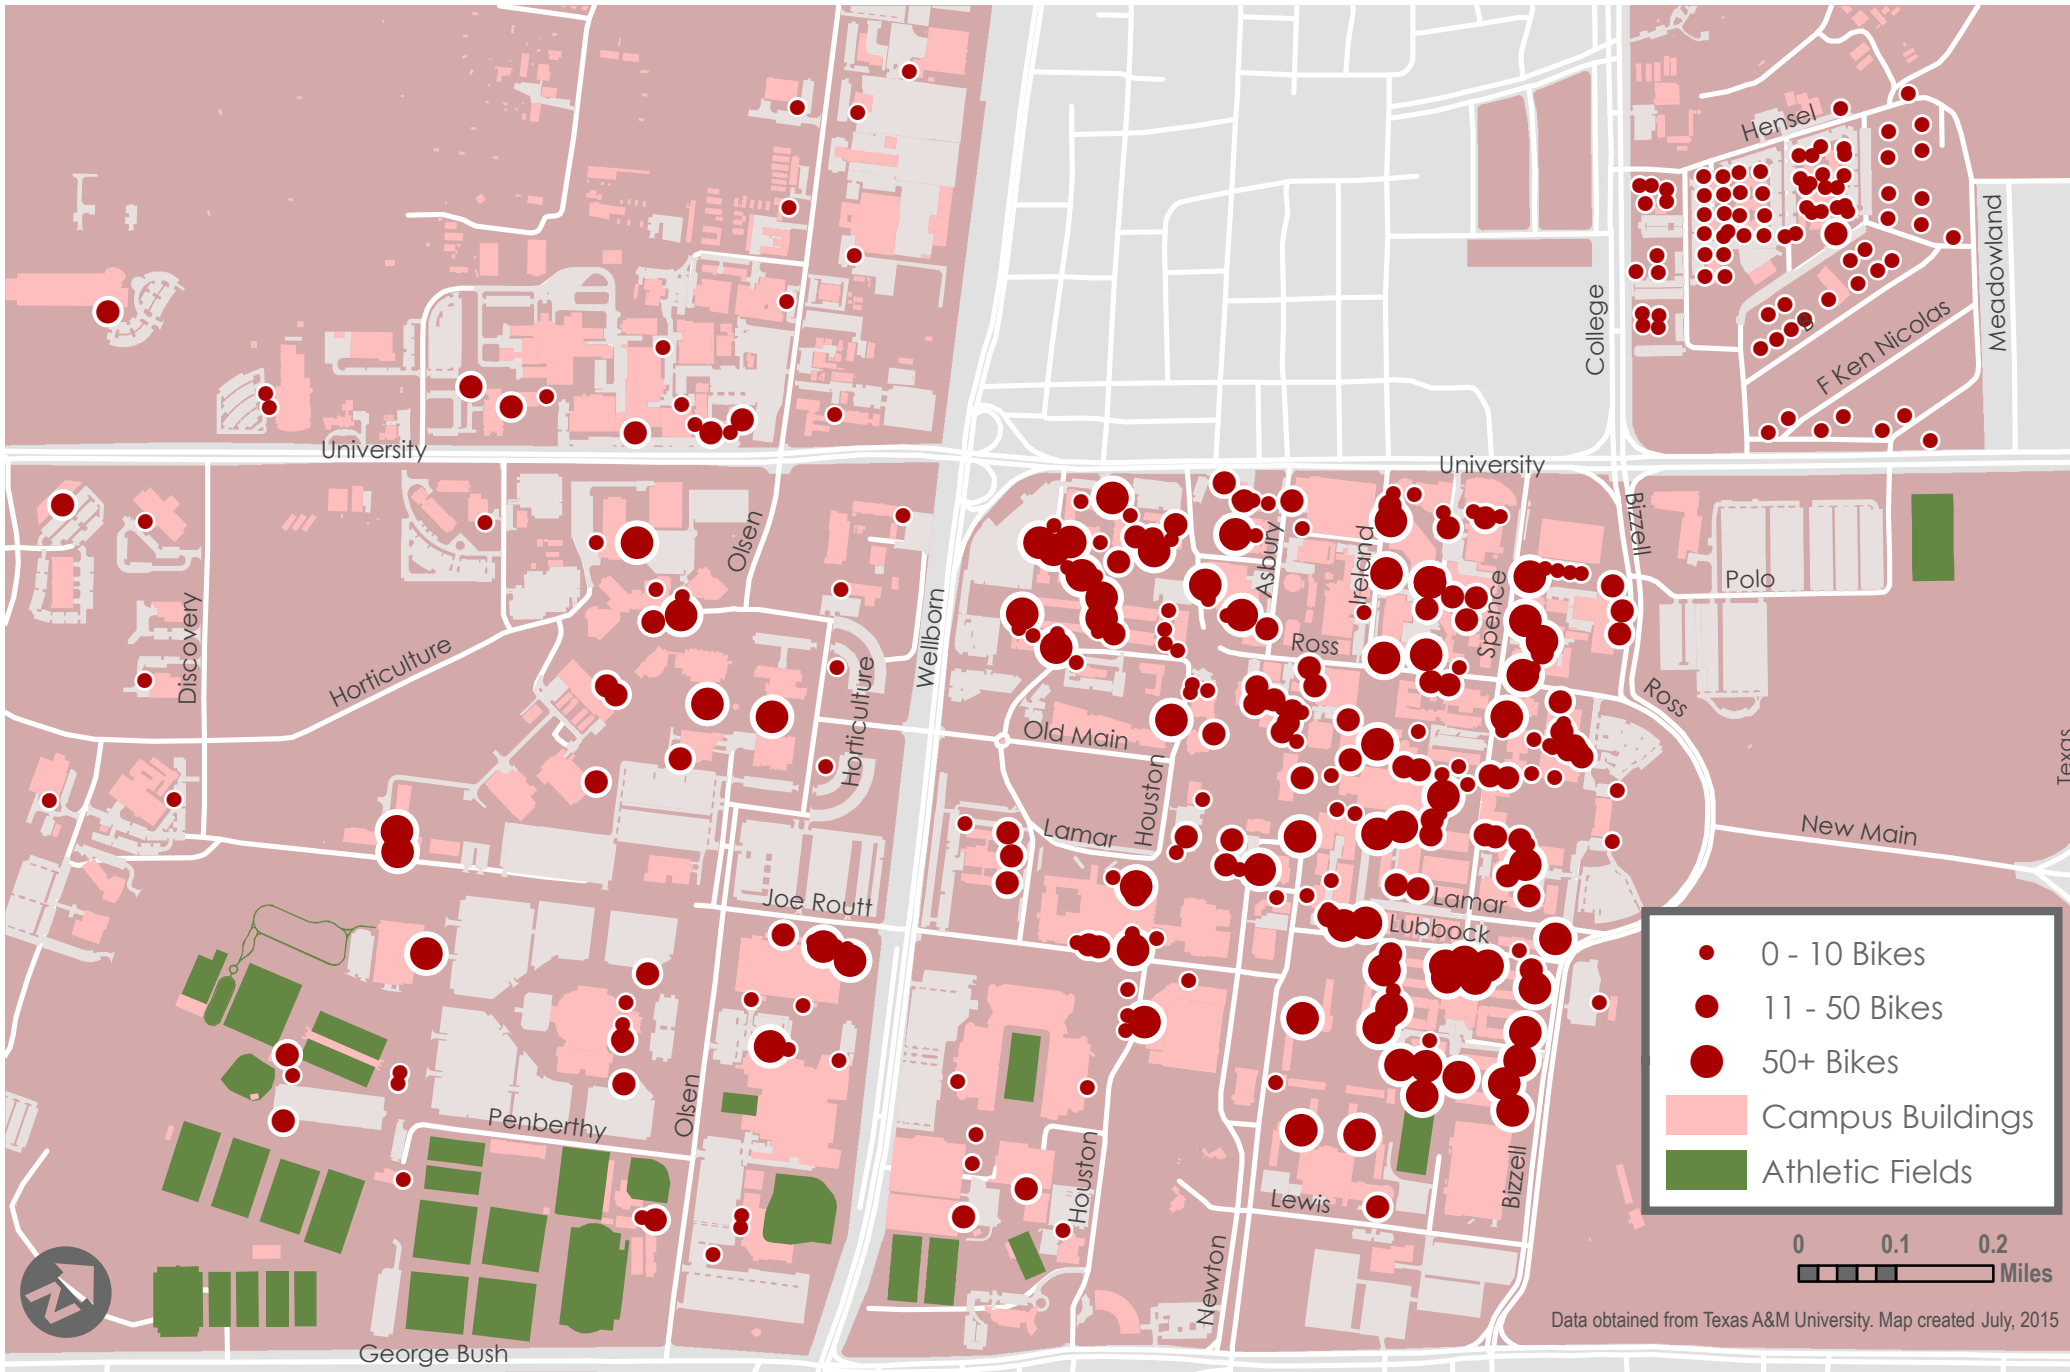 Hensel
Meadowland
College
F Ken Nicolas
B
University
University
Bizzell
Olsen
Asbury
Ireland
Spence
Polo
Discovery
Horticulture
Wellborn
Ross
Ross
Horticulture
Old Main
Texas
Houston
Lamar
New Main
Joe Routt
Lamar
Lubbock
0 - 10 Bikes
11 - 50 Bikes
50+ Bikes
Campus Buildings
Athletic Fields
Olsen
Penberthy
Houston
Bizzell
Lewis
Newton
0 0.1 0.2
Miles
N
Data obtained from Texas A&M University. Map created July, 2015
George Bush